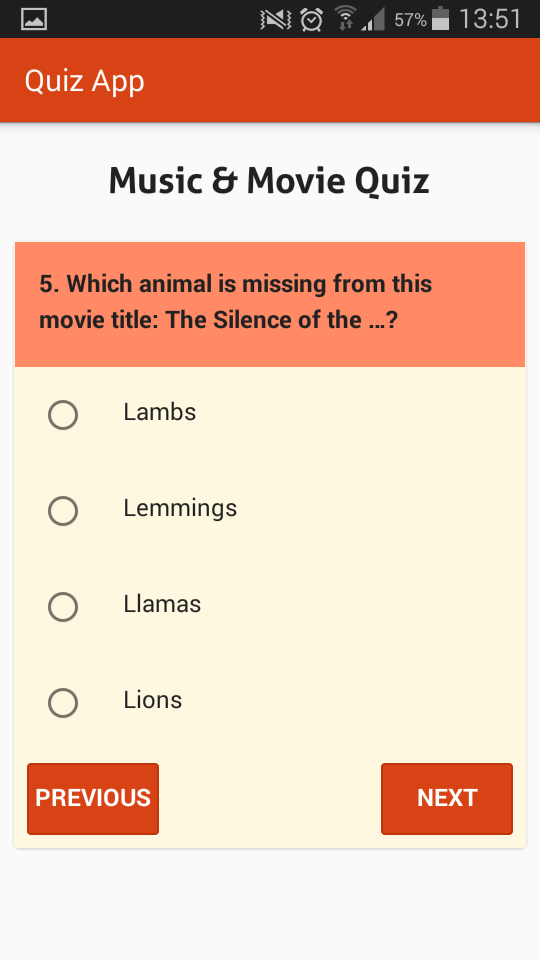 57% 13:51
Quiz App
Music & Movie Quiz
5. Which animal is missing from this
movie title: The Silence of the ...?
Lambs
Lemmings
Llamas
Lions
PREVIOUS NEXT